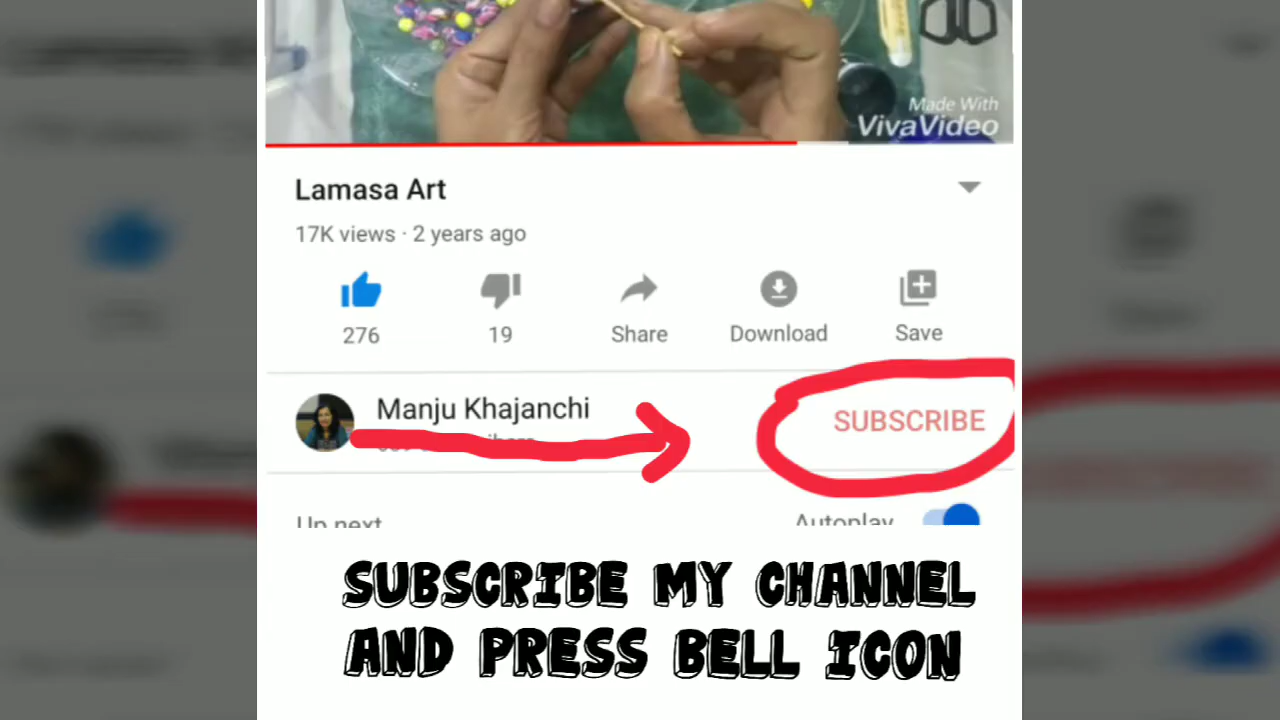 Made With
VivaVideo
Lamasa Art
17K views · 2 years ago
276
19
Share
Download
Save
Manju Khajanchi
SUBSCRIBE
Up next
Autoplay
SUBSCRIBE MY CHANNEL
AND PRESS BELL ICON